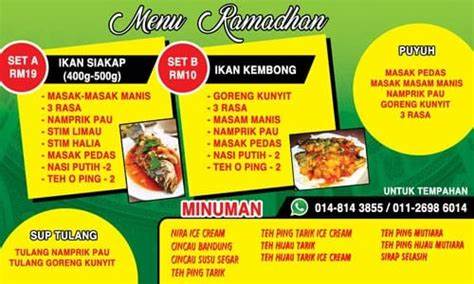 Menu Ramadhan
SET A
RM19
IKAN SIAKAP
(400g-500g)
- MASAK-MASAK MANIS
- 3 RASA
- NAMPRIK PAU
- STIM LIMAU
- STIM HALIA
- MASAK PEDAS
- NASI PUTIH -2
- TEH O PING - 2
SET B
RM10
IKAN KEMBONG
- GORENG KUNYIT
- 3 RASA
- MASAM MANIS
- NAMPRIK PAU
- MASAK PEDAS
- NASI PUTIH -2
- TEH O PING - 2
PUYUH
MASAK PEDAS
MASAK MASAM MANIS
NAMPRIK PAU
GORENG KUNYIT
3 RASA
UNTUK TEMPAHAN
014-814 3855 / 011-2698 6014
SUP TULANG
TULANG NAMPRIK PAU
TULANG GORENG KUNYIT
MINUMAN
NIRA ICE CREAM
CINCAU BANDUNG
CINCAU SUSU SEGAR
TEH PING TARIK
TEH PING TARIK ICE CREAM
TEH HIJAU TARIK
TEH HIJAU TARIK ICE CREAM
TEH PING MUTIARA
TEH PING HIJAU MUTIARA
SIRAP SELASIH